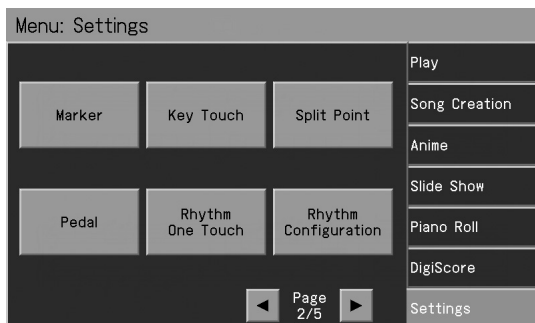 Menu: Settings
Marker
Key Touch
Split Point
Pedal
Rhythm
One Touch
Rhythm
Configuration
Page
2/5
Play
Song Creation
Anime
Slide Show
Piano Roll
DigiScore
Settings